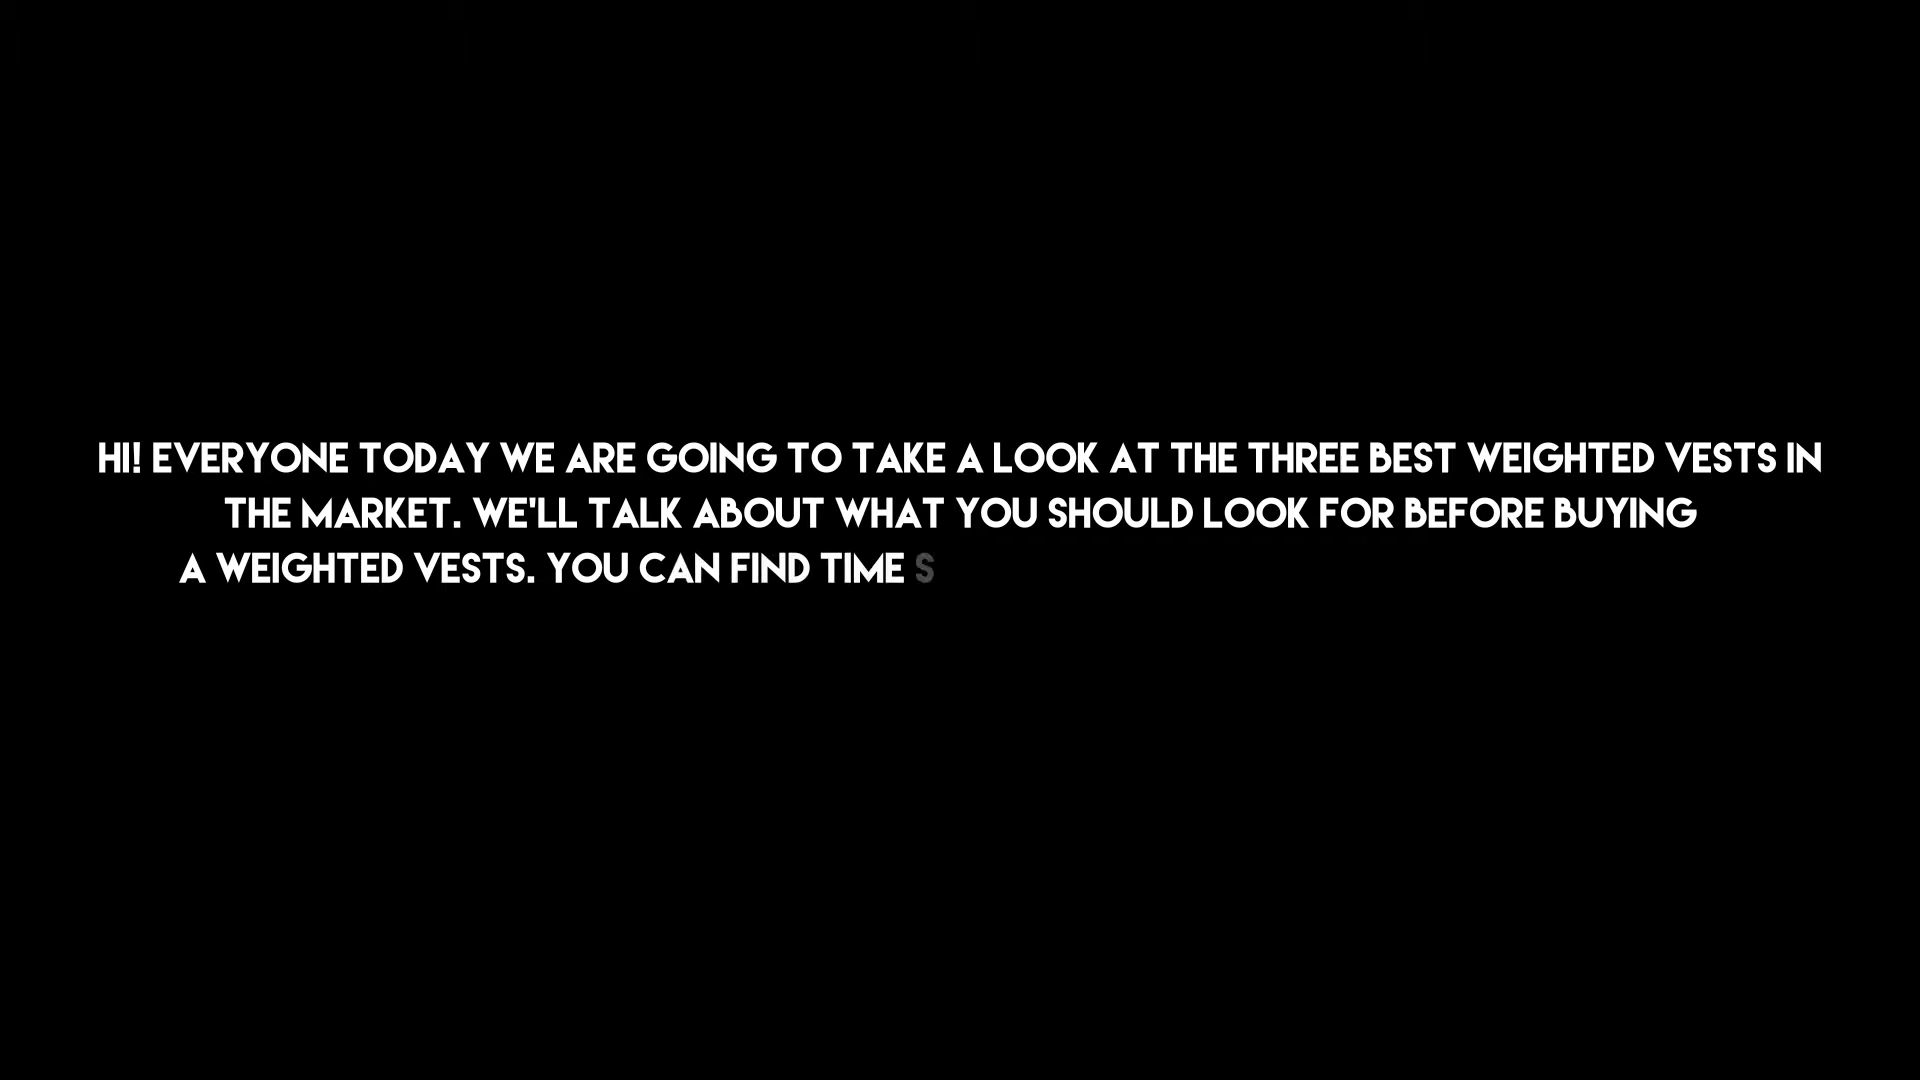 HI! EVERYONE TODAY WE ARE GOING TO TAKE A LOOK AT THE THREE BEST WEIGHTED VESTS IN
THE MARKET. WE'LL TALK ABOUT WHAT YOU SHOULD LOOK FOR BEFORE BUYING
A WEIGHTED VESTS. YOU CAN FIND TIME S